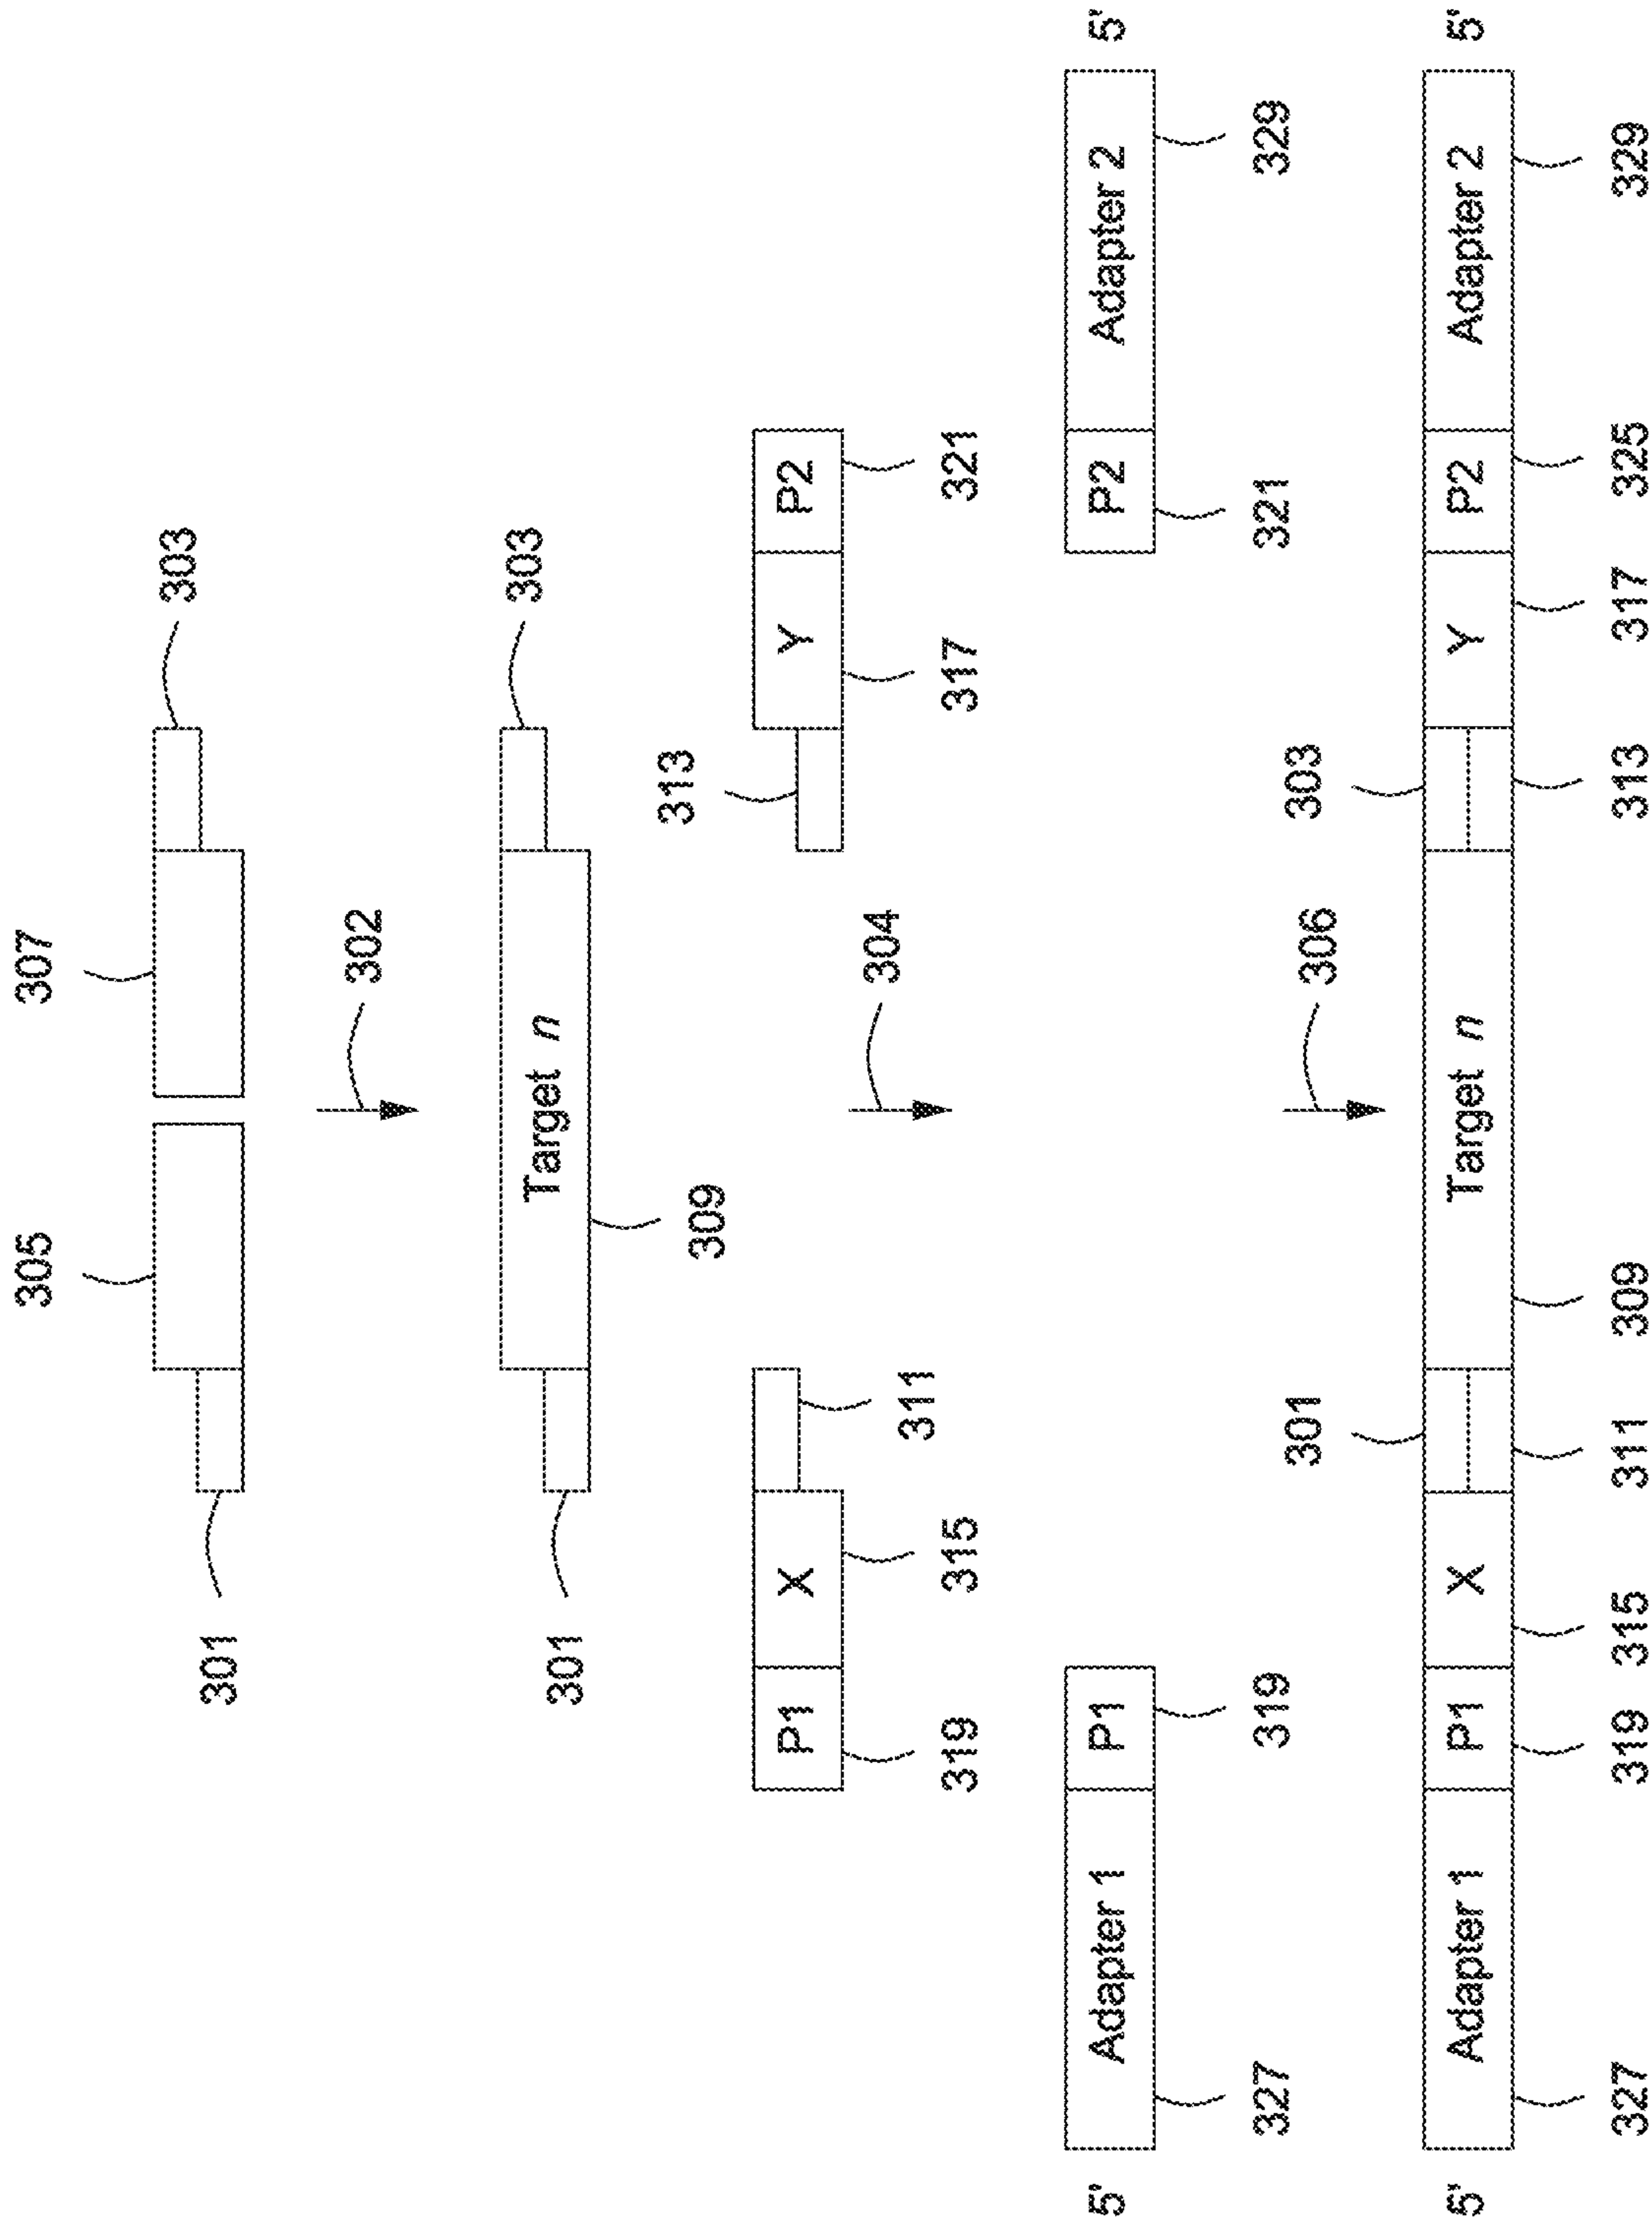 305 307
303
301
302
303
301 Target n
313
309
P1 X Y P2
304
311
319 315 317 321
5' Adapter 1 P1 P2 Adapter 2 5'
327 319 321 329
301 306 303
5' Adapter 1 P1 X Target n Y P2 Adapter 2 5'
327 319 315 311 309 313 317 325 329